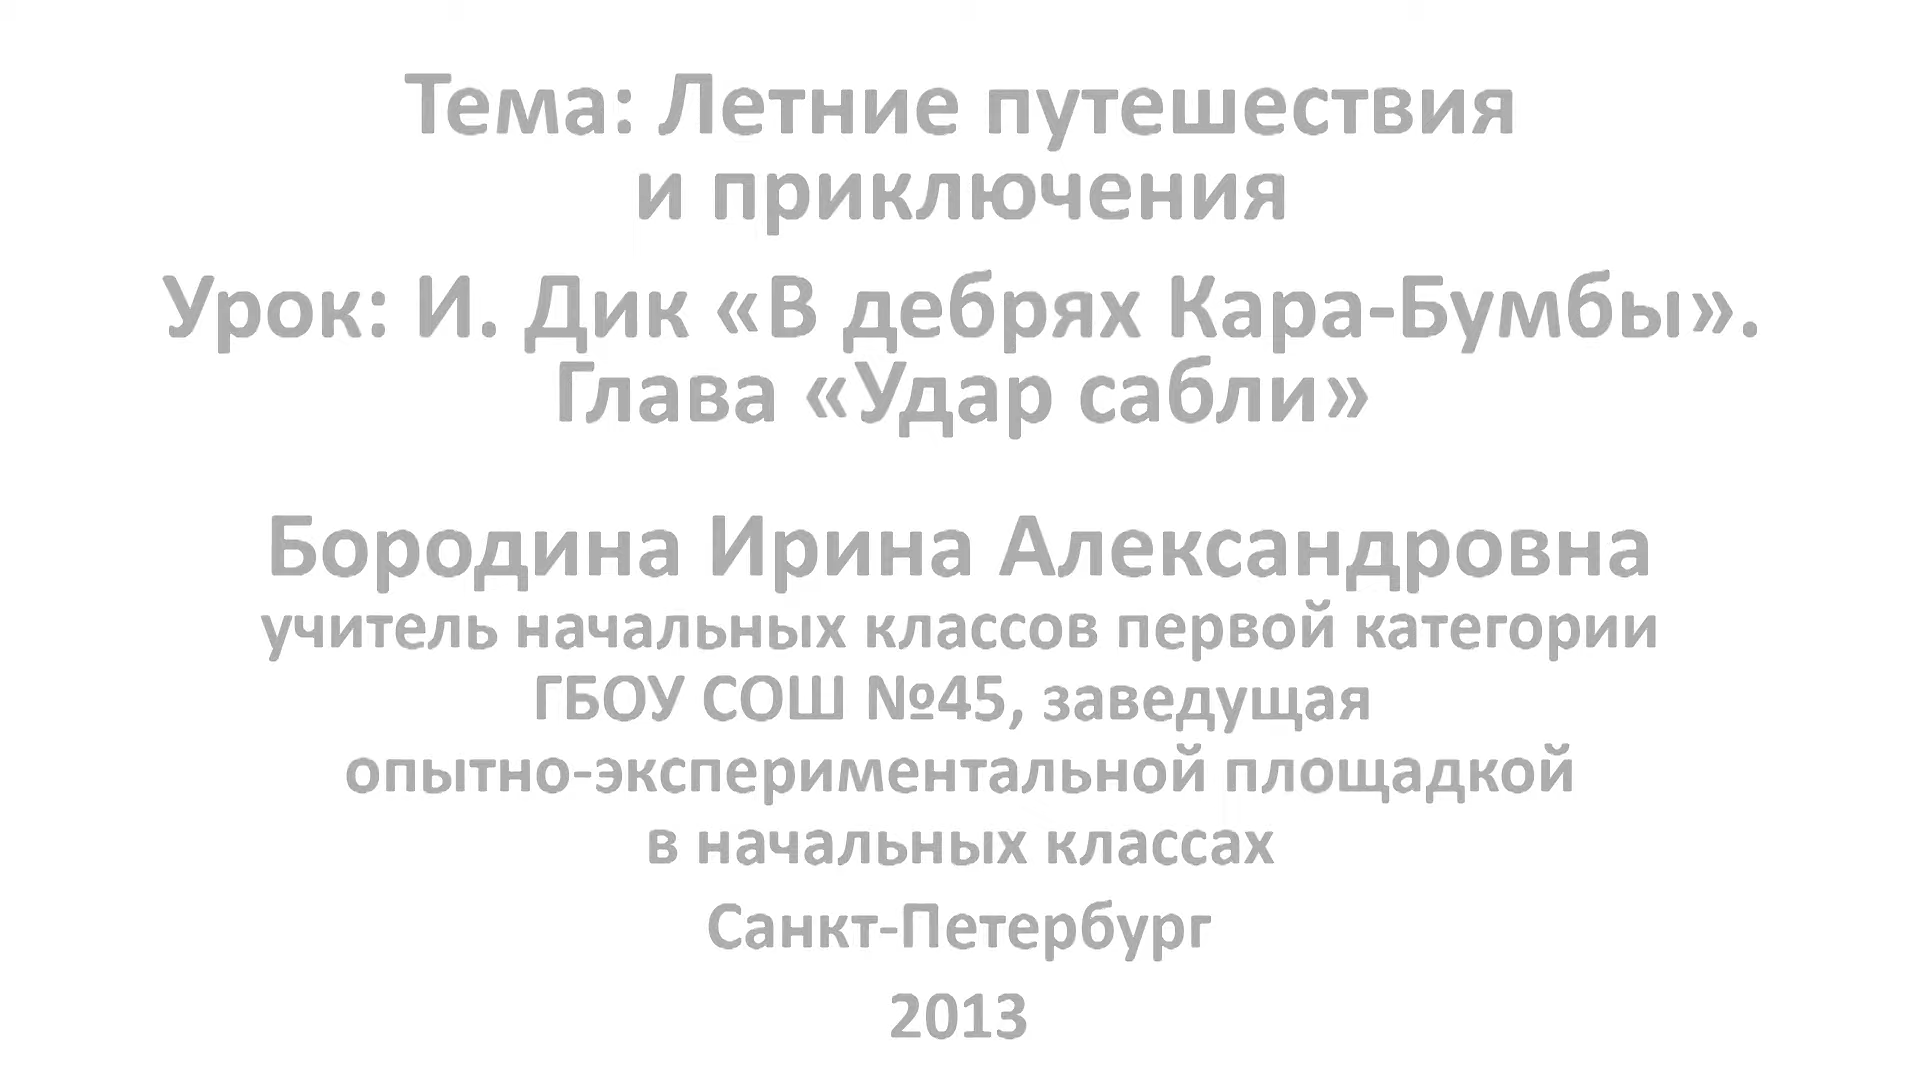 Тема: Летние путешествия
и приключения
Урок: И. Дик «В дебрях Кара-Бумбы».
Глава «Удар сабли»
Бородина Ирина Александровна
учитель начальных классов первой категории
ГБОУ СОШ №45, заведущая
опытно-экспериментальной площадкой
в начальных классах
Санкт-Петербург
2013